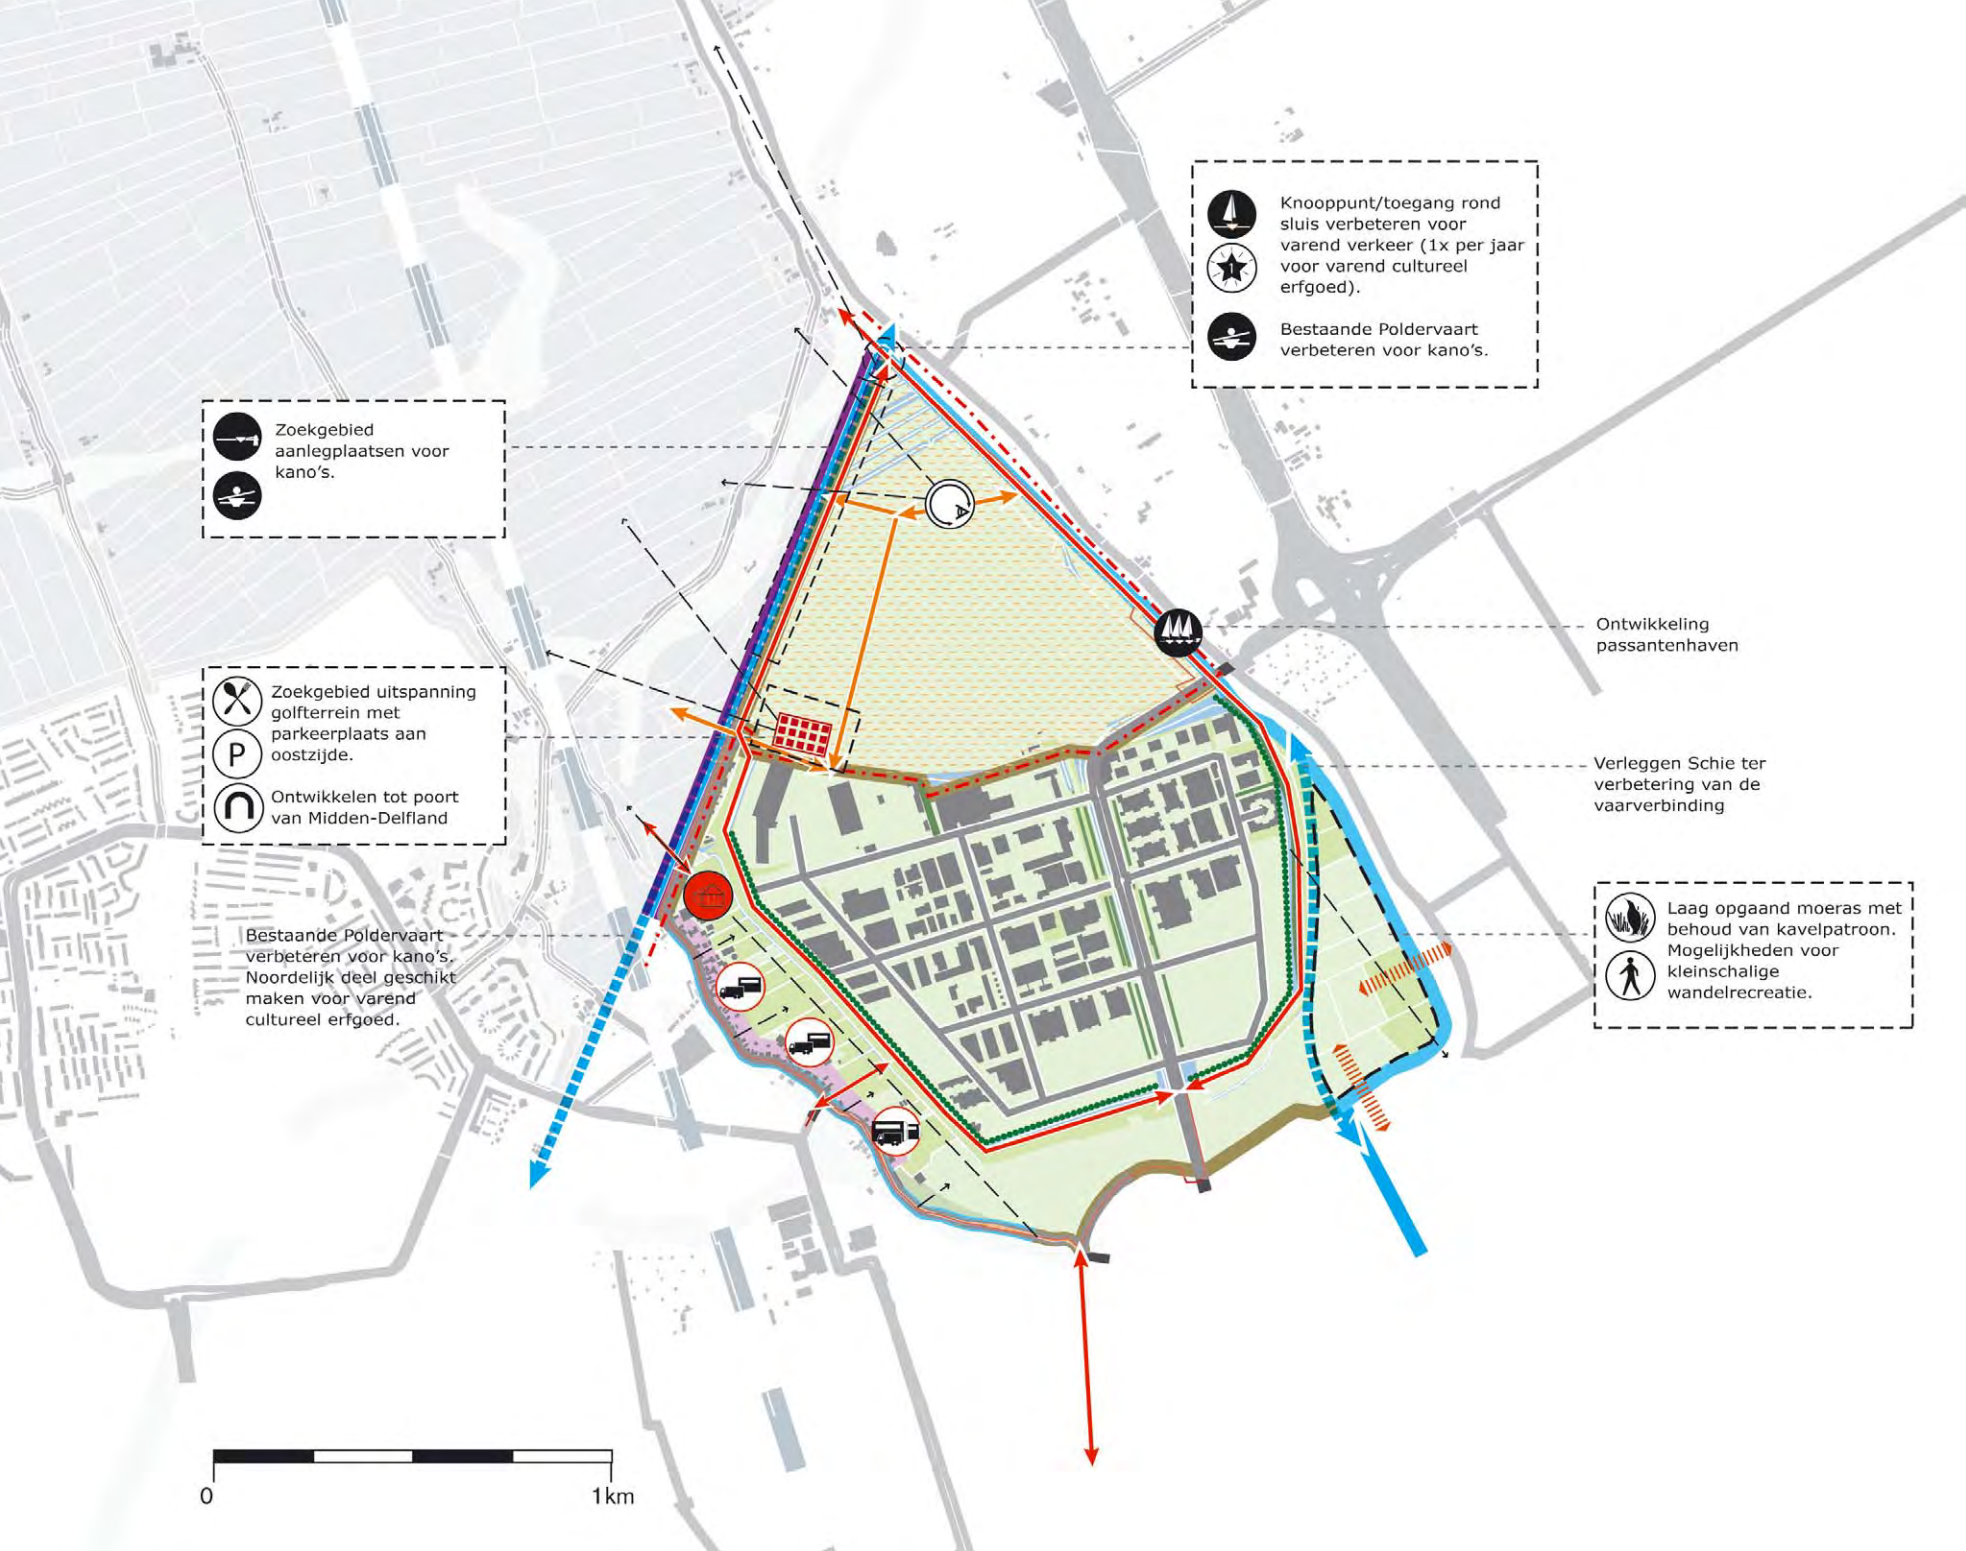 Knooppunt/toegang rond
sluis verbeteren voor
varend verkeer (1x per jaar
voor varend cultureel
erfgoed).
1
Bestaande Poldervaart
verbeteren voor kano's.
Zoekgebied
aanlegplaatsen voor
kano's.
Ontwikkeling
passantenhaven
Zoekgebied uitspanning
golfterrein met
parkeerplaats aan
oostzijde.
P
Ontwikkelen tot poort
van Midden-Delfland
Verleggen Schie ter
verbetering van de
vaarverbinding
Laag opgaand moeras met
behoud van kavelpatroon.
Mogelijkheden voor
kleinschalige
wandelrecreatie.
Bestaande Poldervaart
verbeteren voor kano's.
Noordelijk deel geschikt
maken voor varend
cultureel erfgoed.
0 1km